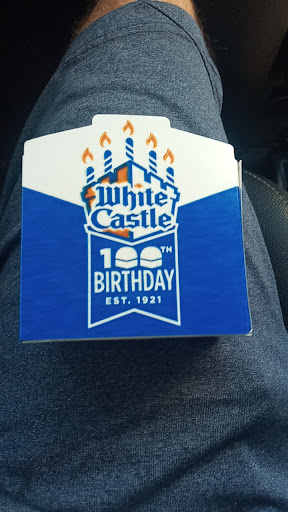 White
Castle
100TH
BIRTHDAY
EST. 1921